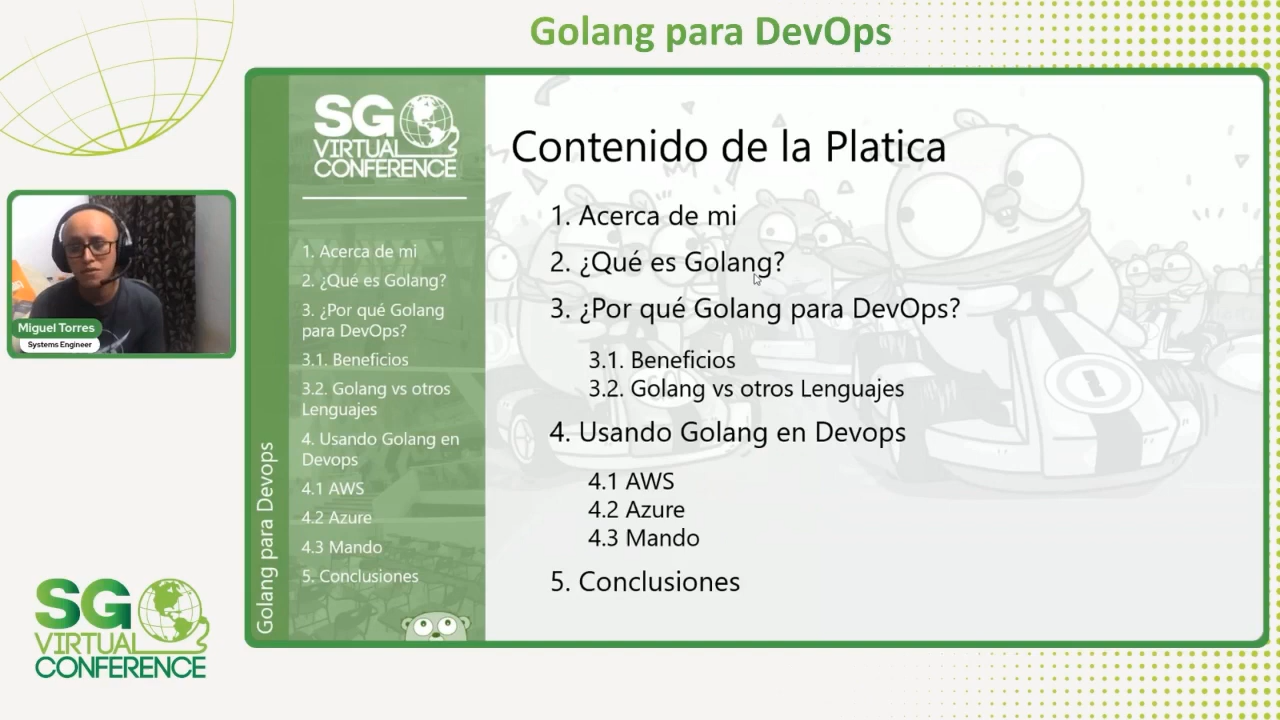 Golang para DevOps
SG
VIRTUAL
CONFERENCE
1. Acerca de mi
2. ¿Qué es Golang?
3. ¿Por qué Golang
para DevOps?
3.1. Beneficios
3.2. Golang vs otros
Lenguajes
4. Usando Golang en
Devops
4.1 AWS
4.2 Azure
4.3 Mando
5. Conclusiones
Golang para Devops
Contenido de la Platica
1. Acerca de mi
2. ¿Qué es Golang?
3. ¿Por qué Golang para DevOps?
3.1. Beneficios
3.2. Golang vs otros Lenguajes
4. Usando Golang en Devops
4.1 AWS
4.2 Azure
4.3 Mando
5. Conclusiones
Miguel Torres
Systems Engineer
SG
VIRTUAL
CONFERENCE